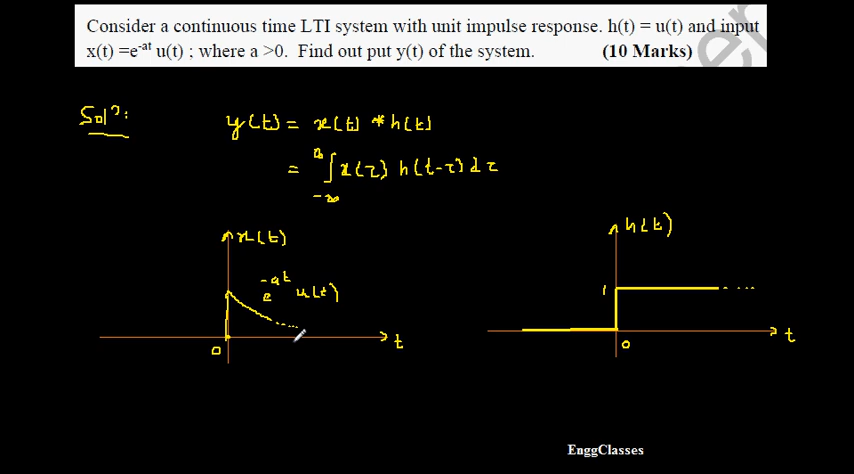 Consider a continuous time LTI system with unit impulse response. h(t) = u(t) and input
x(t) =e-at u(t) ; where a >0. Find out put y(t) of the system. (10 Marks)
Solⁿ:
y(t) = x(t) * h(t)
= ∞∫-∞ x(τ) h(t-τ) dτ
x(t)
e-at u(t)
0
t
h(t)
1
0
t
EnggClasses